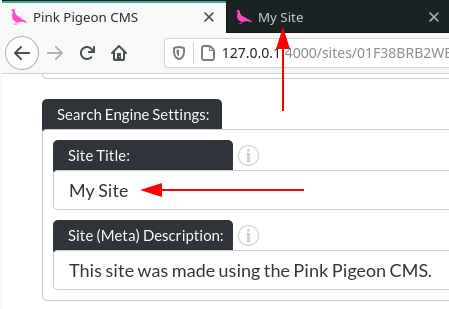 Pink Pigeon CMS
My Site
127.0.0.1:4000/sites/01F38BRB2WE
Search Engine Settings:
Site Title:
My Site
Site (Meta) Description:
This site was made using the Pink Pigeon CMS.